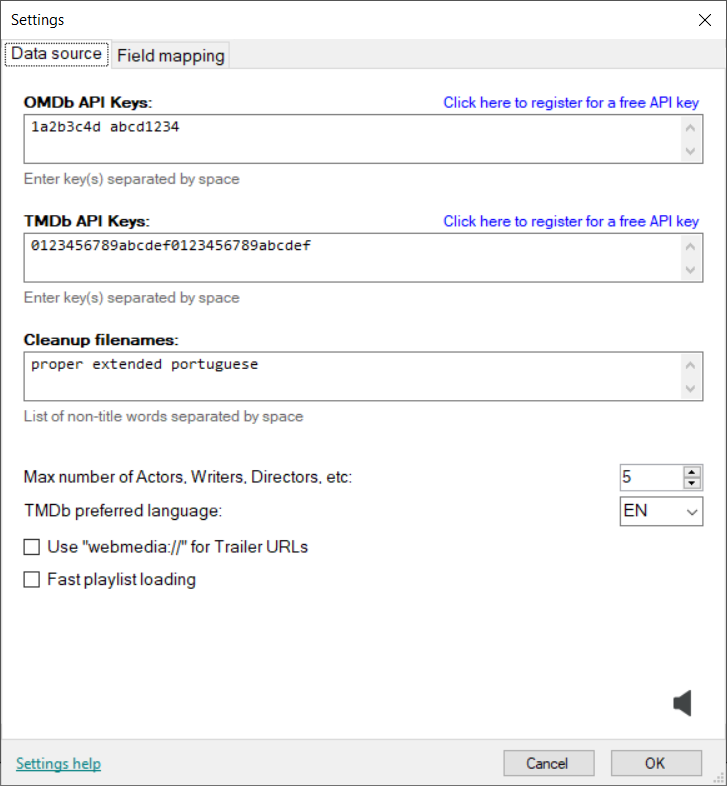 Settings
Data source Field mapping
OMDb API Keys: Click here to register for a free API key
1a2b3c4d abcd1234
Enter key(s) separated by space
TMDb API Keys: Click here to register for a free API key
0123456789abcdef0123456789abcdef
Enter key(s) separated by space
Cleanup filenames:
proper extended portuguese
List of non-title words separated by space
Max number of Actors, Writers, Directors, etc: 5
TMDb preferred language: EN
Use "webmedia://" for Trailer URLs
Fast playlist loading
Settings help Cancel OK